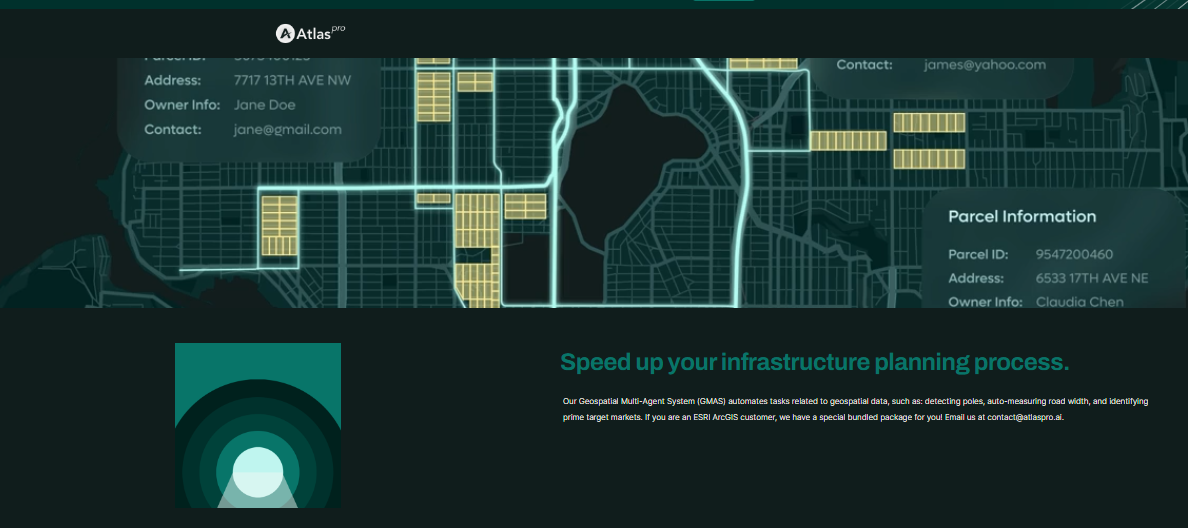 Atlas pro
Address: 7717 13TH AVE NW
Owner Info: Jane Doe
Contact: jane@gmail.com
Contact: james@yahoo.com
Parcel Information
Parcel ID: 9547200460
Address: 6533 17TH AVE NE
Owner Info: Claudia Chen
Speed up your infrastructure planning process.
Our Geospatial Multi-Agent System (GMAS) automates tasks related to geospatial data, such as: detecting poles, auto-measuring road width, and identifying
prime target markets. If you are an ESRI ArcGIS customer, we have a special bundled package for you! Email us at contact@atlaspro.ai.